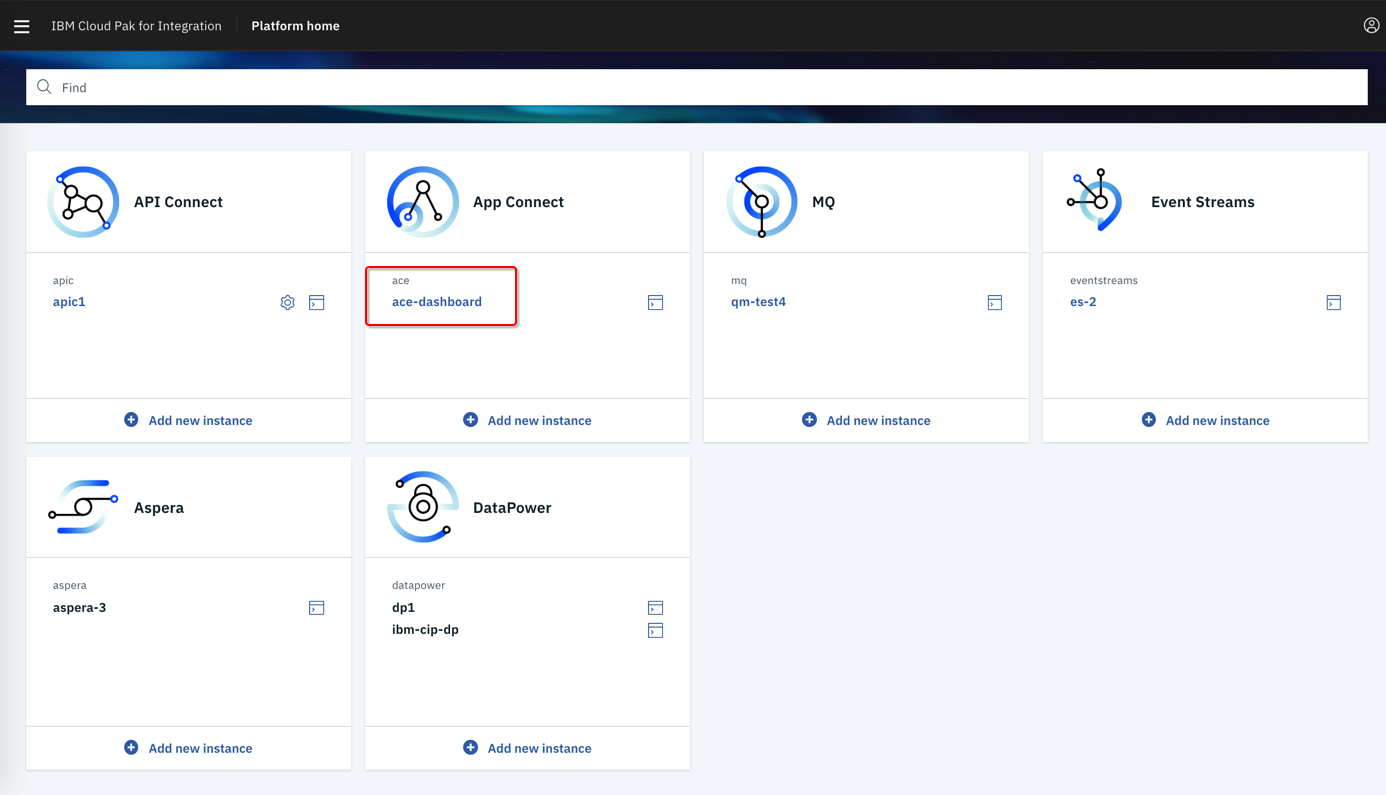 IBM Cloud Pak for Integration Platform home
Find
API Connect
apic
apic1
Add new instance
App Connect
ace
ace-dashboard
Add new instance
MQ
mq
qm-test4
Add new instance
Event Streams
eventstreams
es-2
Add new instance
Aspera
aspera
aspera-3
Add new instance
DataPower
datapower
dp1
ibm-cip-dp
Add new instance